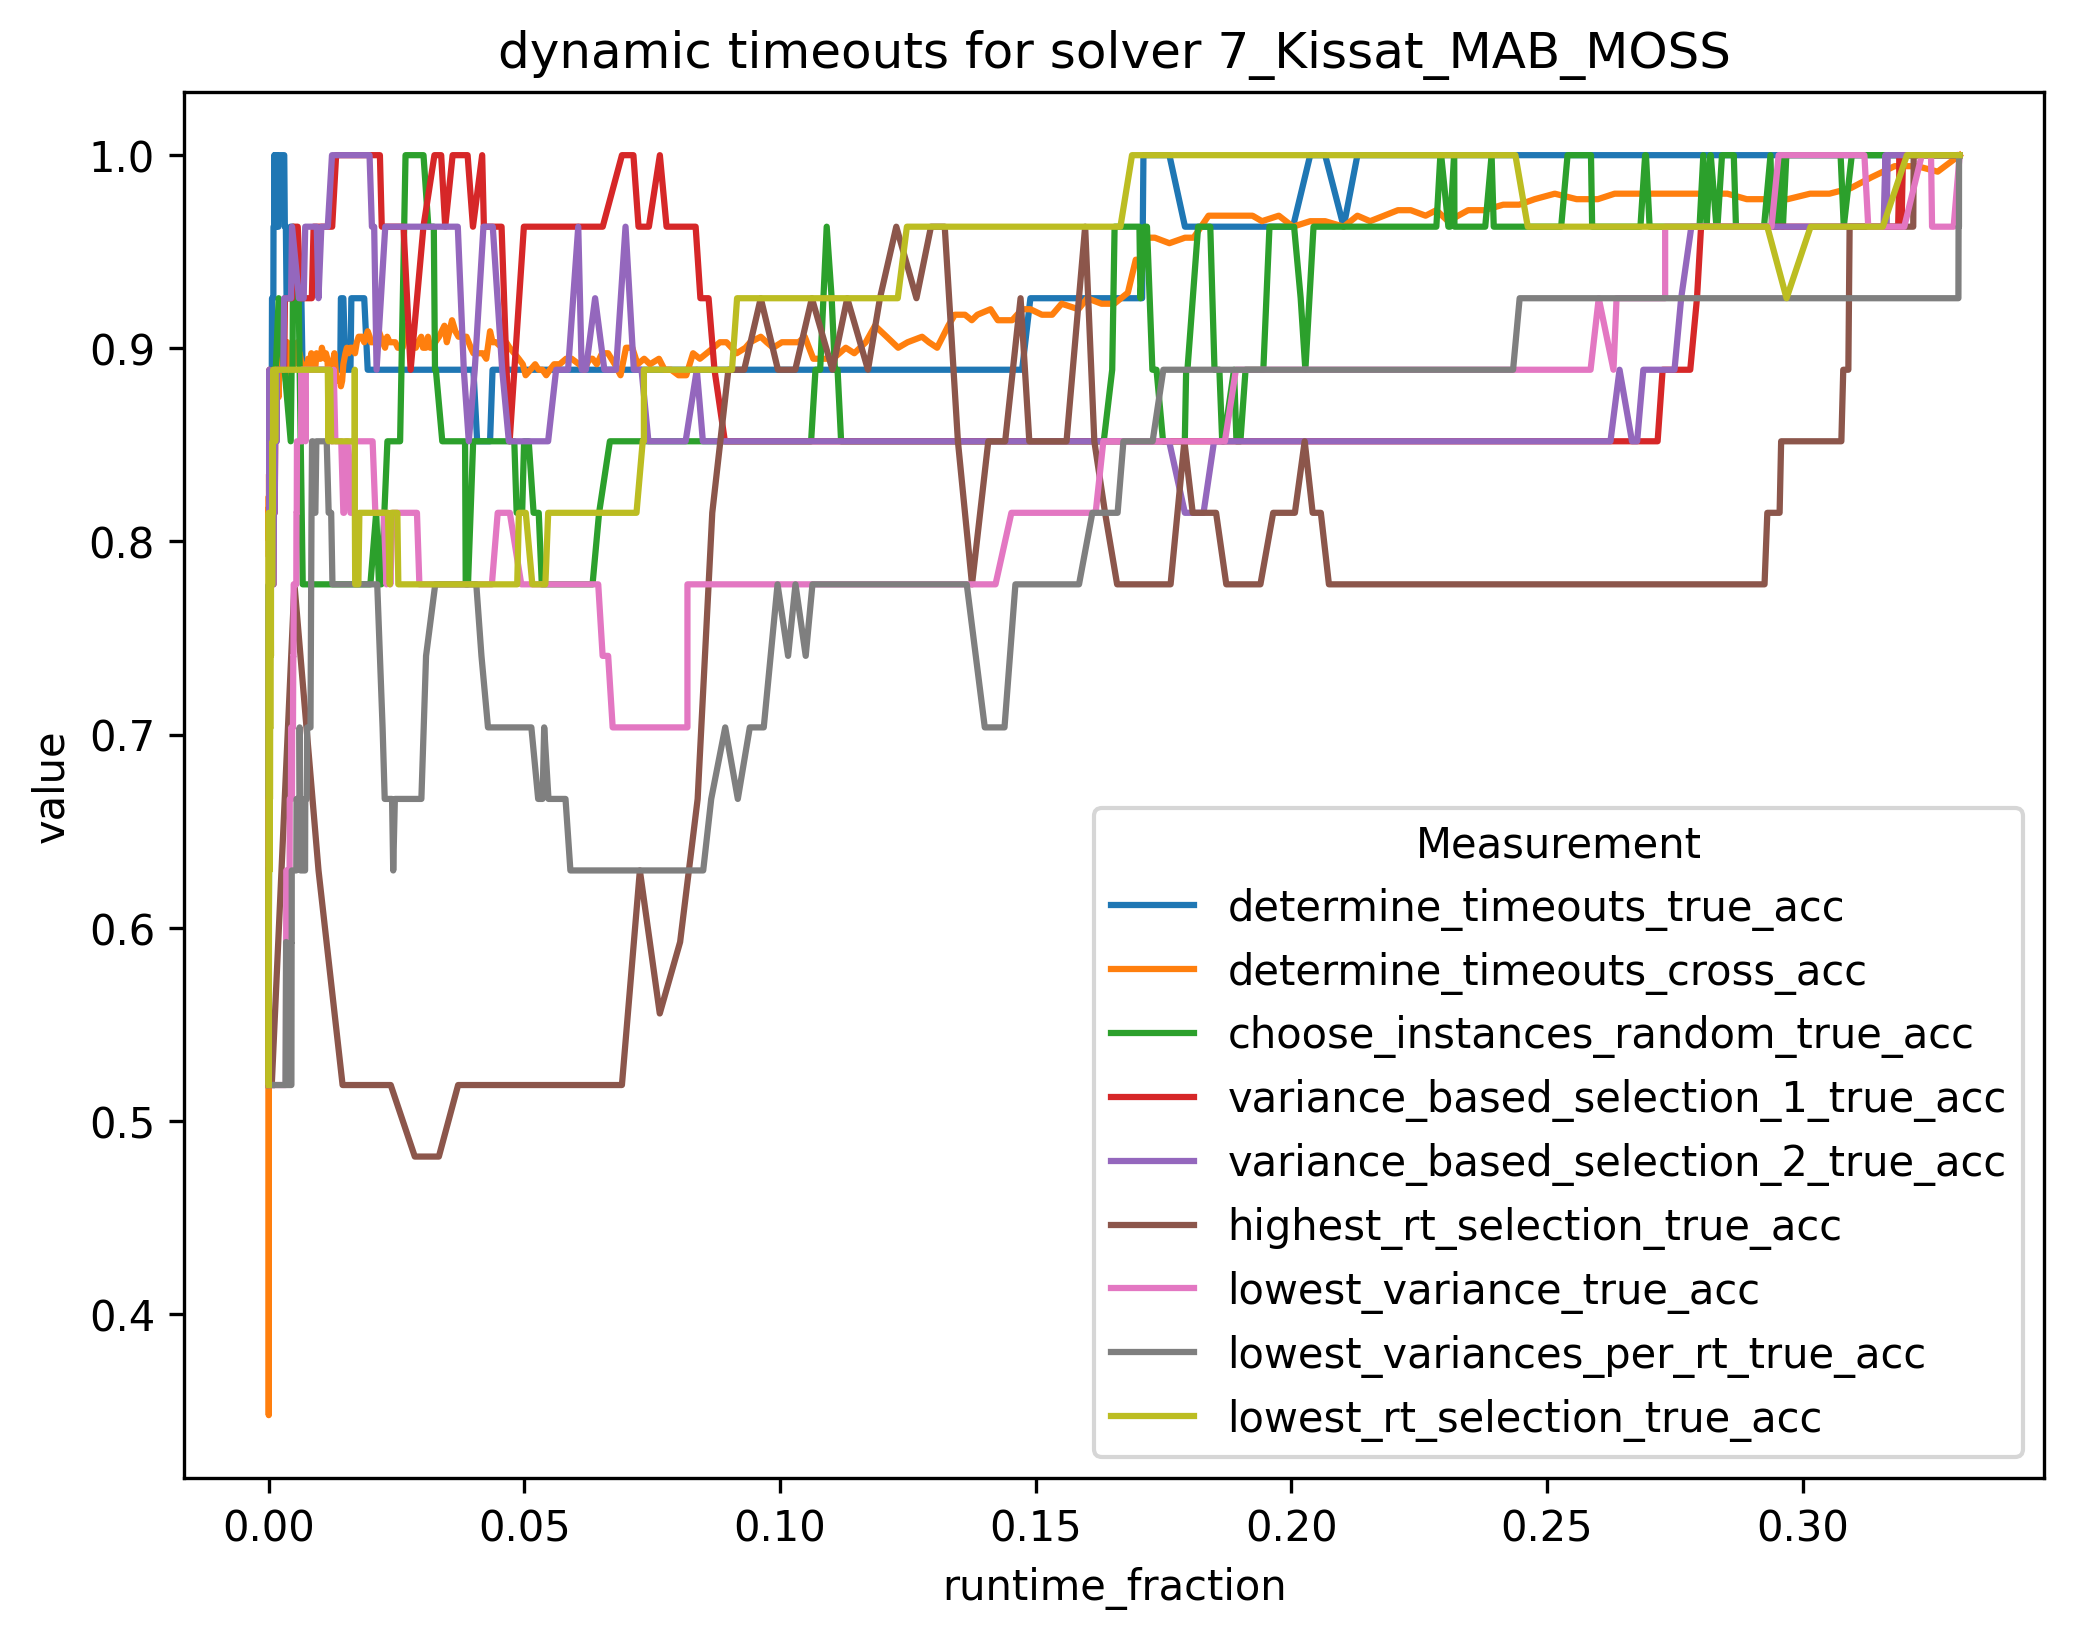 dynamic timeouts for solver 7_Kissat_MAB_MOSS
1.0
0.9
0.8
0.7
0.6
0.5
0.4
value
Measurement
determine_timeouts_true_acc
determine_timeouts_cross_acc
choose_instances_random_true_acc
variance_based_selection_1_true_acc
variance_based_selection_2_true_acc
highest_rt_selection_true_acc
lowest_variance_true_acc
lowest_variances_per_rt_true_acc
lowest_rt_selection_true_acc
0.00 0.05 0.10 0.15 0.20 0.25 0.30
runtime_fraction